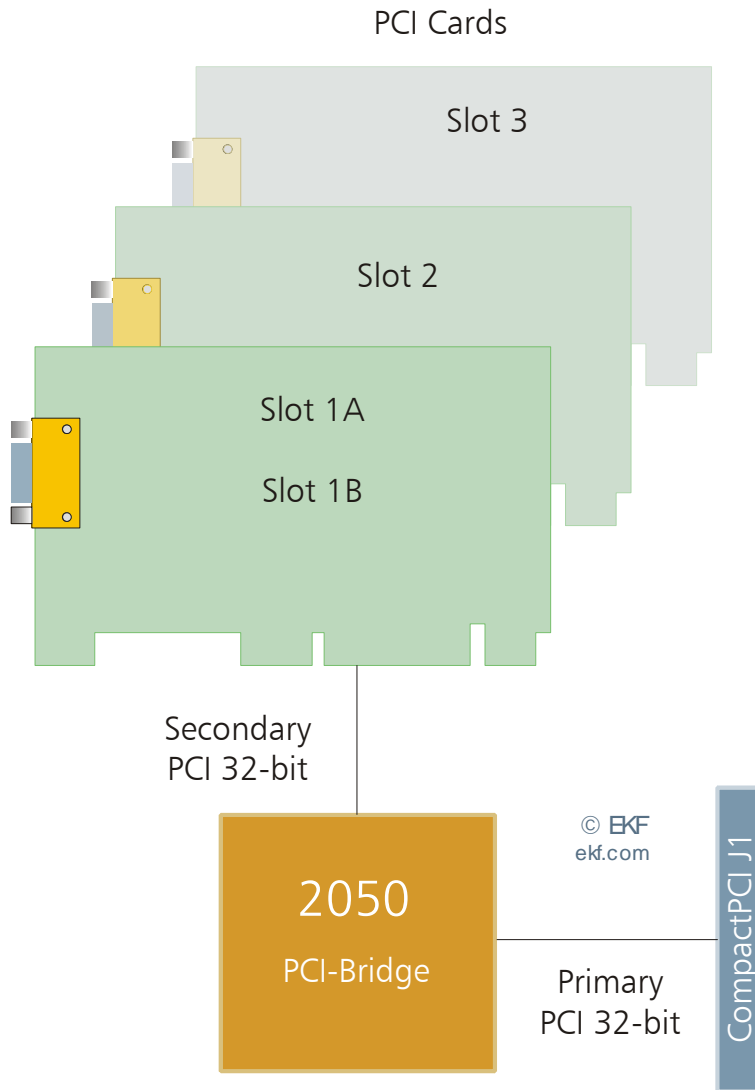 PCI Cards
Slot 3
Slot 2
Slot 1A
Slot 1B
Secondary
PCI 32-bit
© EKF
ekf.com
2050
PCI-Bridge
Primary
PCI 32-bit
CompactPCI J1